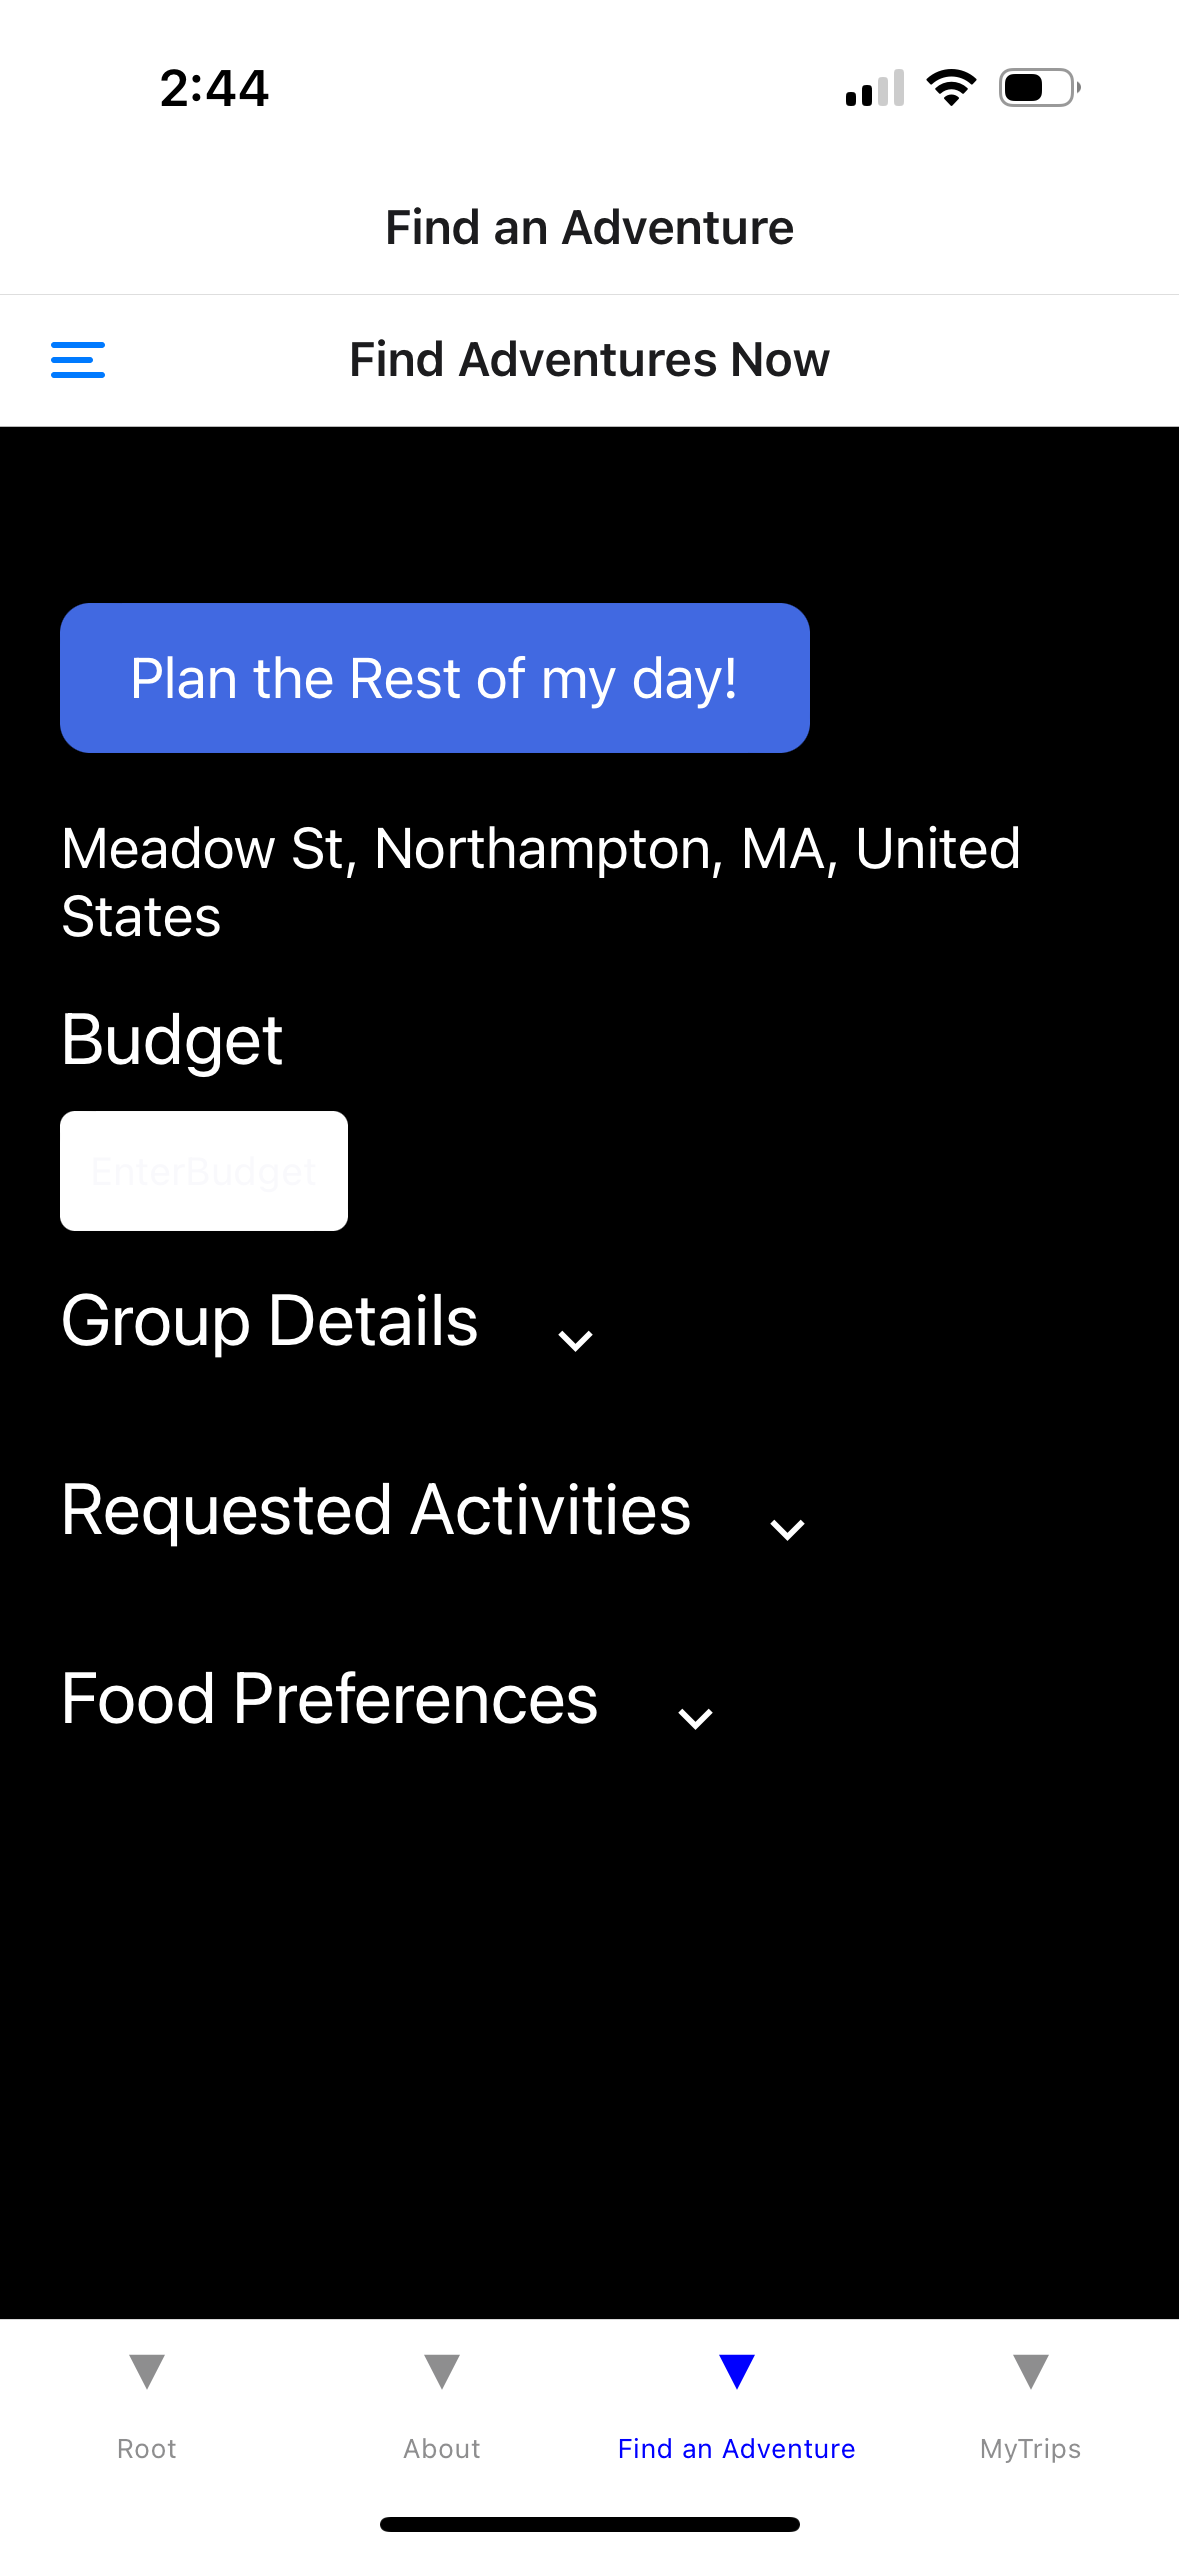 2:44
Find an Adventure
Find Adventures Now
Plan the Rest of my day!
Meadow St, Northampton, MA, United
States
Budget
EnterBudget
Group Details
Requested Activities
Food Preferences
Root
About
Find an Adventure
MyTrips